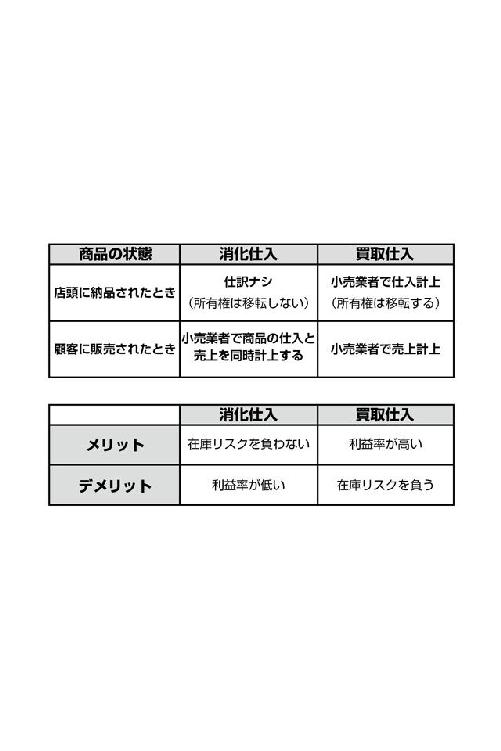 商品の状態 消化仕入 買取仕入
店頭に納品されたとき 仕訳ナシ 小売業者で仕入計上
（所有権は移転しない） （所有権は移転する）
顧客に販売されたとき 小売業者で商品の仕入と 小売業者で売上計上
売上を同時計上する
消化仕入 買取仕入
メリット 在庫リスクを負わない 利益率が高い
デメリット 利益率が低い 在庫リスクを負う